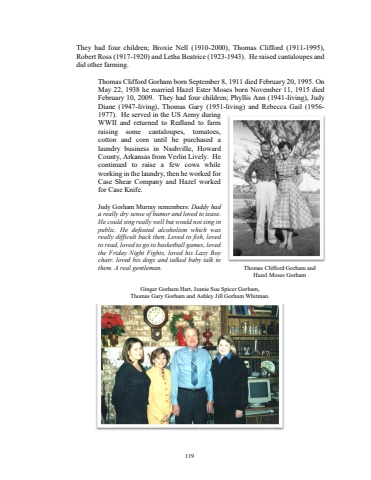 They had four children; Broxie Nell (1910-2000), Thomas Clifford (1911-1995),
Robert Ross (1917-1920) and Letha Beatrice (1923-1943).  He raised cantaloupes and
did other farming.
Thomas Clifford Gorham born September 8, 1911 died February 20, 1995. On
May 22, 1938 he married Hazel Ester Moses born November 11, 1915 died
February 10, 2009.  They had four children; Phyllis Ann (1941-living), Judy
Diane (1947-living), Thomas Gary (1951-living) and Rebecca Gail (1956-
1977).  He served in the US Army during
WWII and returned to Redland to farm
raising some cantaloupes, tomatoes,
cotton and corn until he purchased a
laundry business in Nashville, Howard
County, Arkansas from Verlin Lively.  He
continued to raise a few cows while
working in the laundry, then he worked for
Case Shear Company and Hazel worked
for Case Knife.
Judy Gorham Murray remembers: Daddy had
a really dry sense of humor and loved to tease.
He could sing really well but would not sing in
public. He defeated alcoholism which was
really difficult back then. Loved to fish, loved
to read, loved to go to basketball games, loved
the Friday Night Fights, loved his Lazy Boy
chair, loved his dogs and talked baby talk to
them. A real gentleman.
Thomas Clifford Gorham and
Hazel Moses Gorham
Ginger Gorham Hart, Jeanie Sue Spicer Gorham,
Thomas Gary Gorham and Ashley Jill Gorham Whitman.
119